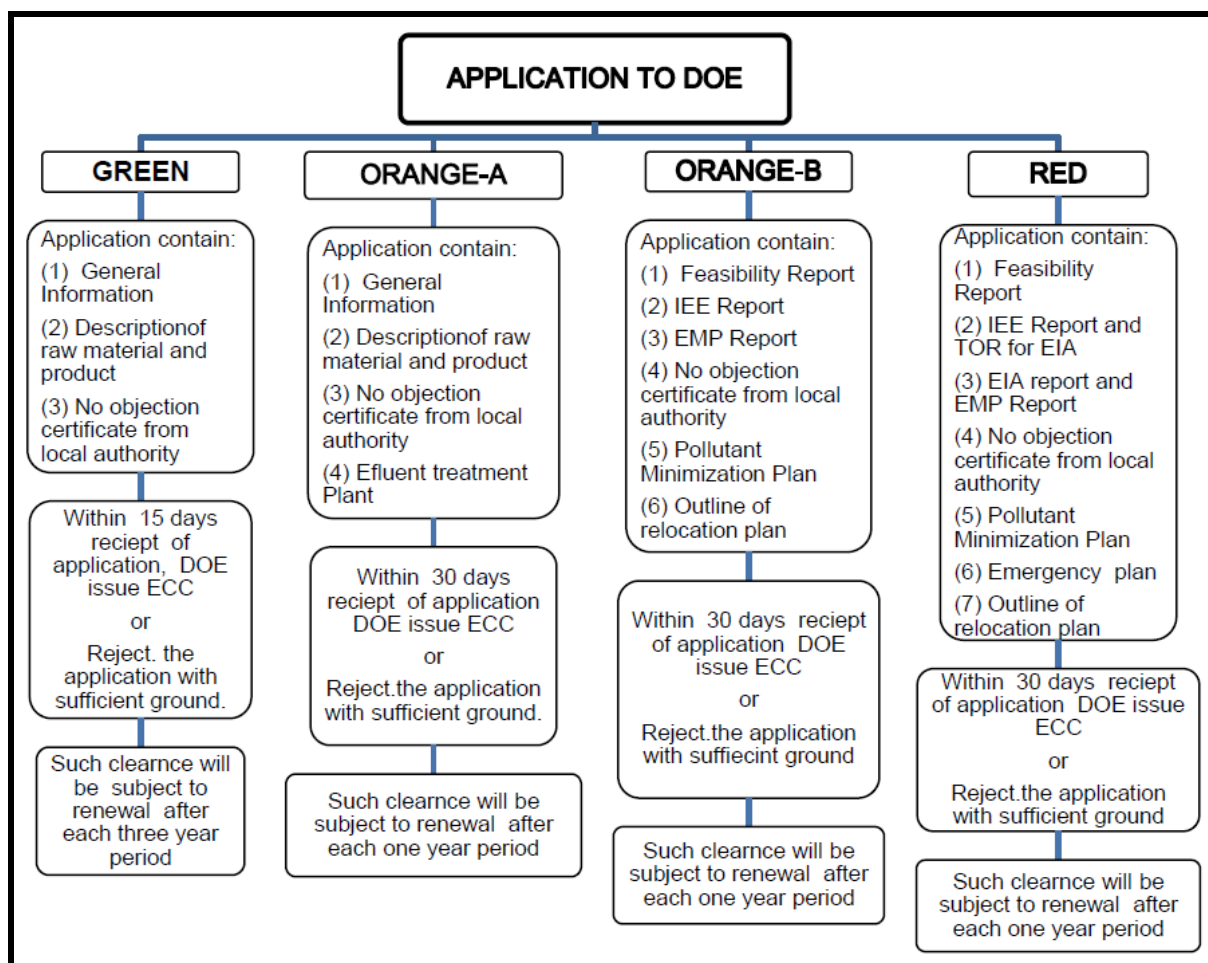 APPLICATION TO DOE
GREEN
Application contain:
(1) General
Information
(2) Descriptionof
raw material and
product
(3) No objection
certificate from
local authority
Within 15 days
reciept of
application, DOE
issue ECC
or
Reject. the
application with
sufficient ground.
Such clearnce will
be subject to
renewal after
each three year
period
ORANGE-A
Application contain:
(1) General
Information
(2) Descriptionof raw
material and product
(3) No objection
certificate from local
authority
(4) Efluent treatment
Plant
Within 30 days
reciept of application
DOE issue ECC
or
Reject.the application
with sufficient ground.
Such clearnce will be
subject to renewal after
each one year period
ORANGE-B
Application contain:
(1) Feasibility Report
(2) IEE Report
(3) EMP Report
(4) No objection
certificate from local
authority
(5) Pollutant
Minimization Plan
(6) Outline of
relocation plan
Within 30 days reciept
of application DOE
issue ECC
or
Reject.the application
with suffiecint ground
Such clearnce will be
subject to renewal after
each one year period
RED
Application contain:
(1) Feasibility
Report
(2) IEE Report and
TOR for EIA
(3) EIA report and
EMP Report
(4) No objection
certificate from local
authority
(5) Pollutant
Minimization Plan
(6) Emergency plan
(7) Outline of
relocation plan
Within 30 days reciept
of application DOE issue
ECC
or
Reject.the application
with sufficient ground
Such clearnce will be
subject to renewal after
each one year period